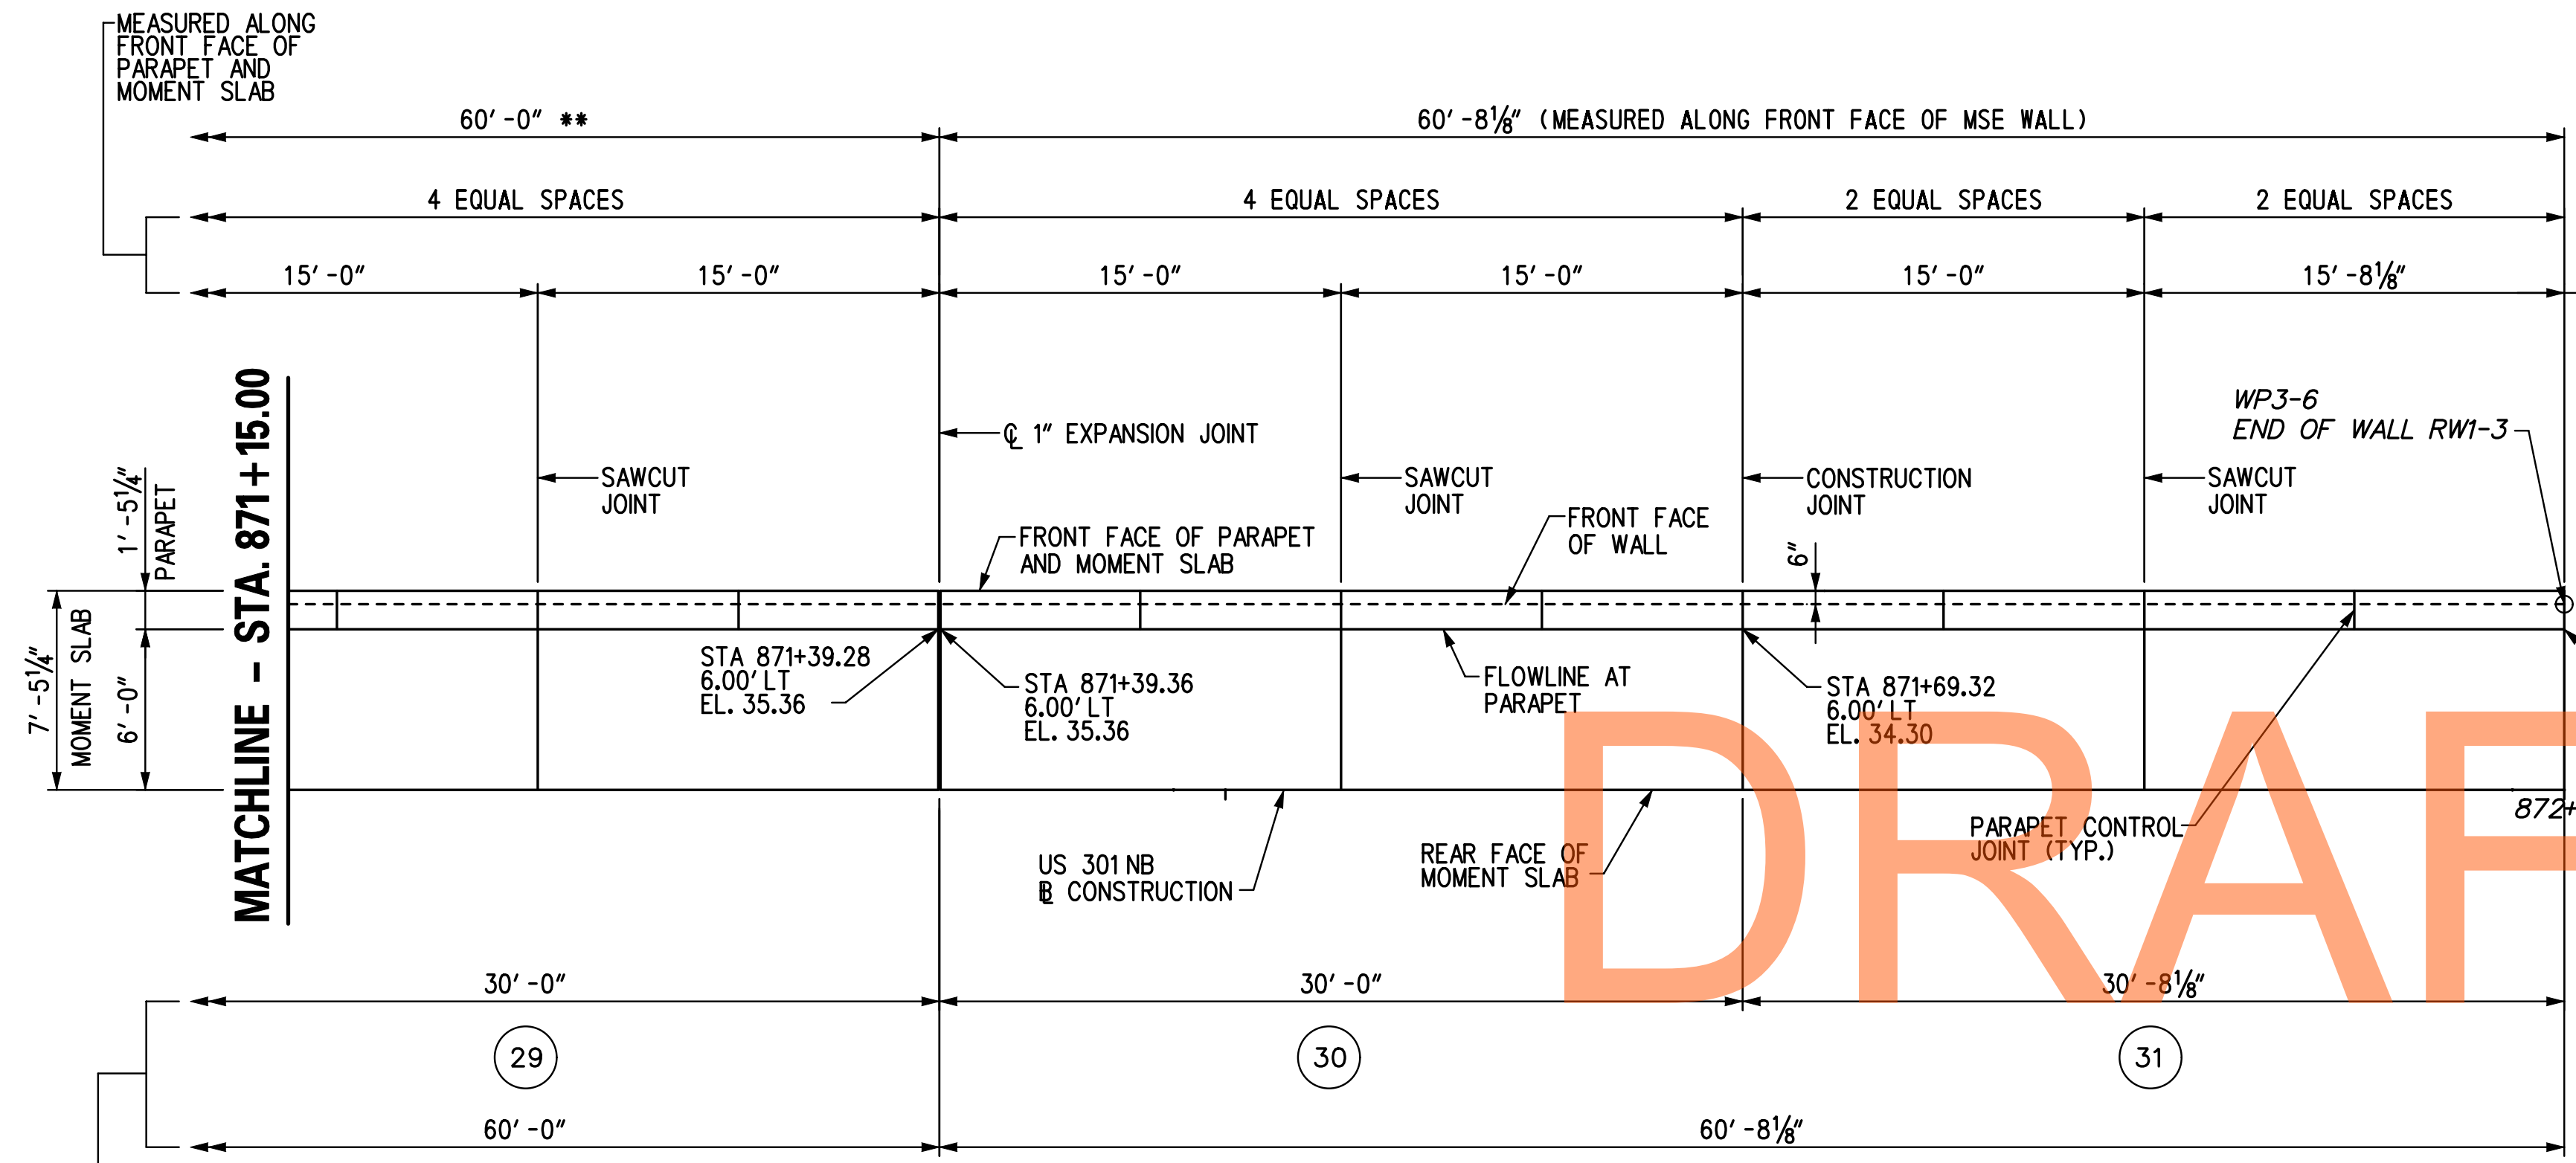 MEASURED ALONG
FRONT FACE OF
PARAPET AND
MOMENT SLAB
60'-0" **
60'-8⅛" (MEASURED ALONG FRONT FACE OF MSE WALL)
4 EQUAL SPACES
4 EQUAL SPACES
2 EQUAL SPACES
2 EQUAL SPACES
15'-0"
15'-0"
15'-0"
15'-0"
15'-0"
15'-8⅛"
MATCHLINE - STA. 871+15.00
WP3-6
END OF WALL RW1-3
℄ 1" EXPANSION JOINT
SAWCUT
JOINT
SAWCUT
JOINT
CONSTRUCTION
JOINT
SAWCUT
JOINT
1'-5¼"
PARAPET
FRONT FACE OF PARAPET
AND MOMENT SLAB
FRONT FACE
OF WALL
6"
7'-5¼"
MOMENT SLAB
6'-0"
STA 871+39.28
6.00' LT
EL. 35.36
STA 871+39.36
6.00' LT
EL. 35.36
FLOWLINE AT
PARAPET
STA 871+69.32
6.00' LT
EL. 34.30
DRAF
872+
US 301 NB
BL CONSTRUCTION
REAR FACE OF
MOMENT SLAB
PARAPET CONTROL
JOINT (TYP.)
30'-0"
30'-0"
30'-8⅛"
29
30
31
60'-0"
60'-8⅛"